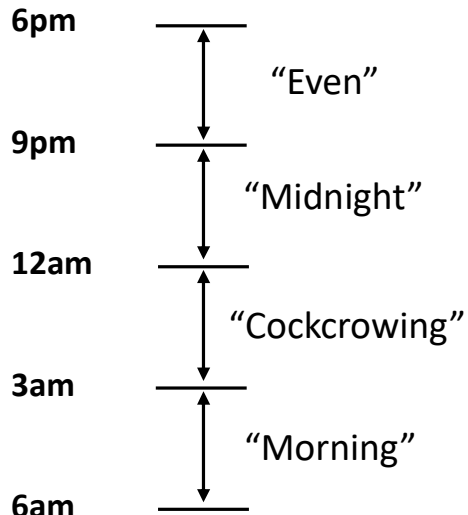 6pm
“Even”
9pm
“Midnight”
12am
“Cockcrowing”
3am
“Morning”
6am